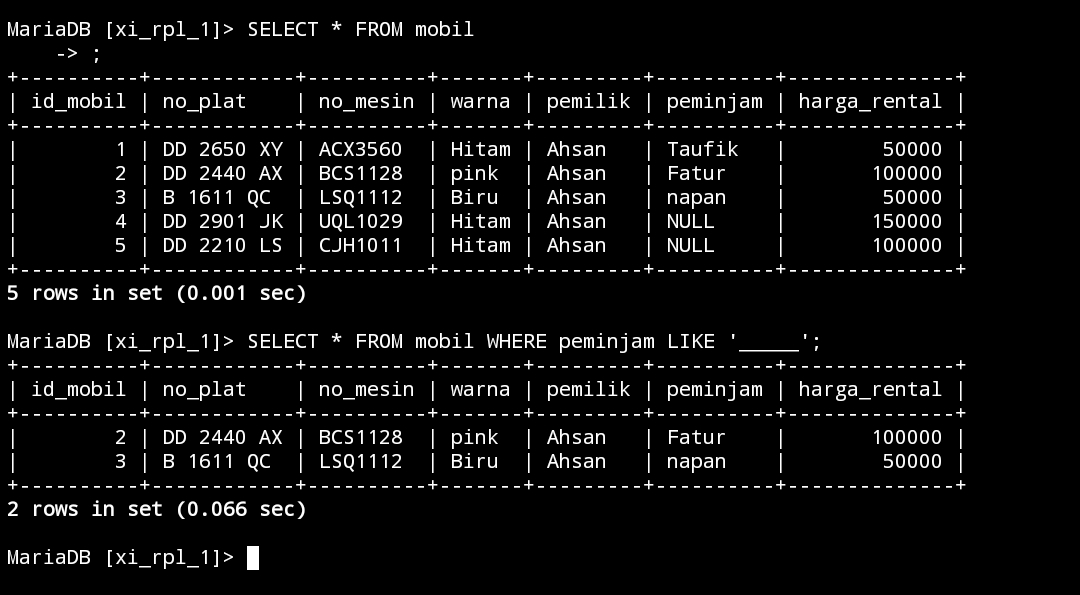 MariaDB [xi_rpl_1]> SELECT * FROM mobil
    -> ;
+----------+------------+----------+-------+---------+----------+--------------+
| id_mobil | no_plat    | no_mesin | warna | pemilik | peminjam | harga_rental |
+----------+------------+----------+-------+---------+----------+--------------+
|        1 | DD 2650 XY | ACX3560  | Hitam | Ahsan   | Taufik   |        50000 |
|        2 | DD 2440 AX | BCS1128  | pink  | Ahsan   | Fatur    |       100000 |
|        3 | B 1611 QC  | LSQ1112  | Biru  | Ahsan   | napan    |        50000 |
|        4 | DD 2901 JK | UQL1029  | Hitam | Ahsan   | NULL     |       150000 |
|        5 | DD 2210 LS | CJH1011  | Hitam | Ahsan   | NULL     |       100000 |
+----------+------------+----------+-------+---------+----------+--------------+
5 rows in set (0.001 sec)

MariaDB [xi_rpl_1]> SELECT * FROM mobil WHERE peminjam LIKE '_____';
+----------+------------+----------+-------+---------+----------+--------------+
| id_mobil | no_plat    | no_mesin | warna | pemilik | peminjam | harga_rental |
+----------+------------+----------+-------+---------+----------+--------------+
|        2 | DD 2440 AX | BCS1128  | pink  | Ahsan   | Fatur    |       100000 |
|        3 | B 1611 QC  | LSQ1112  | Biru  | Ahsan   | napan    |        50000 |
+----------+------------+----------+-------+---------+----------+--------------+
2 rows in set (0.066 sec)

MariaDB [xi_rpl_1]>